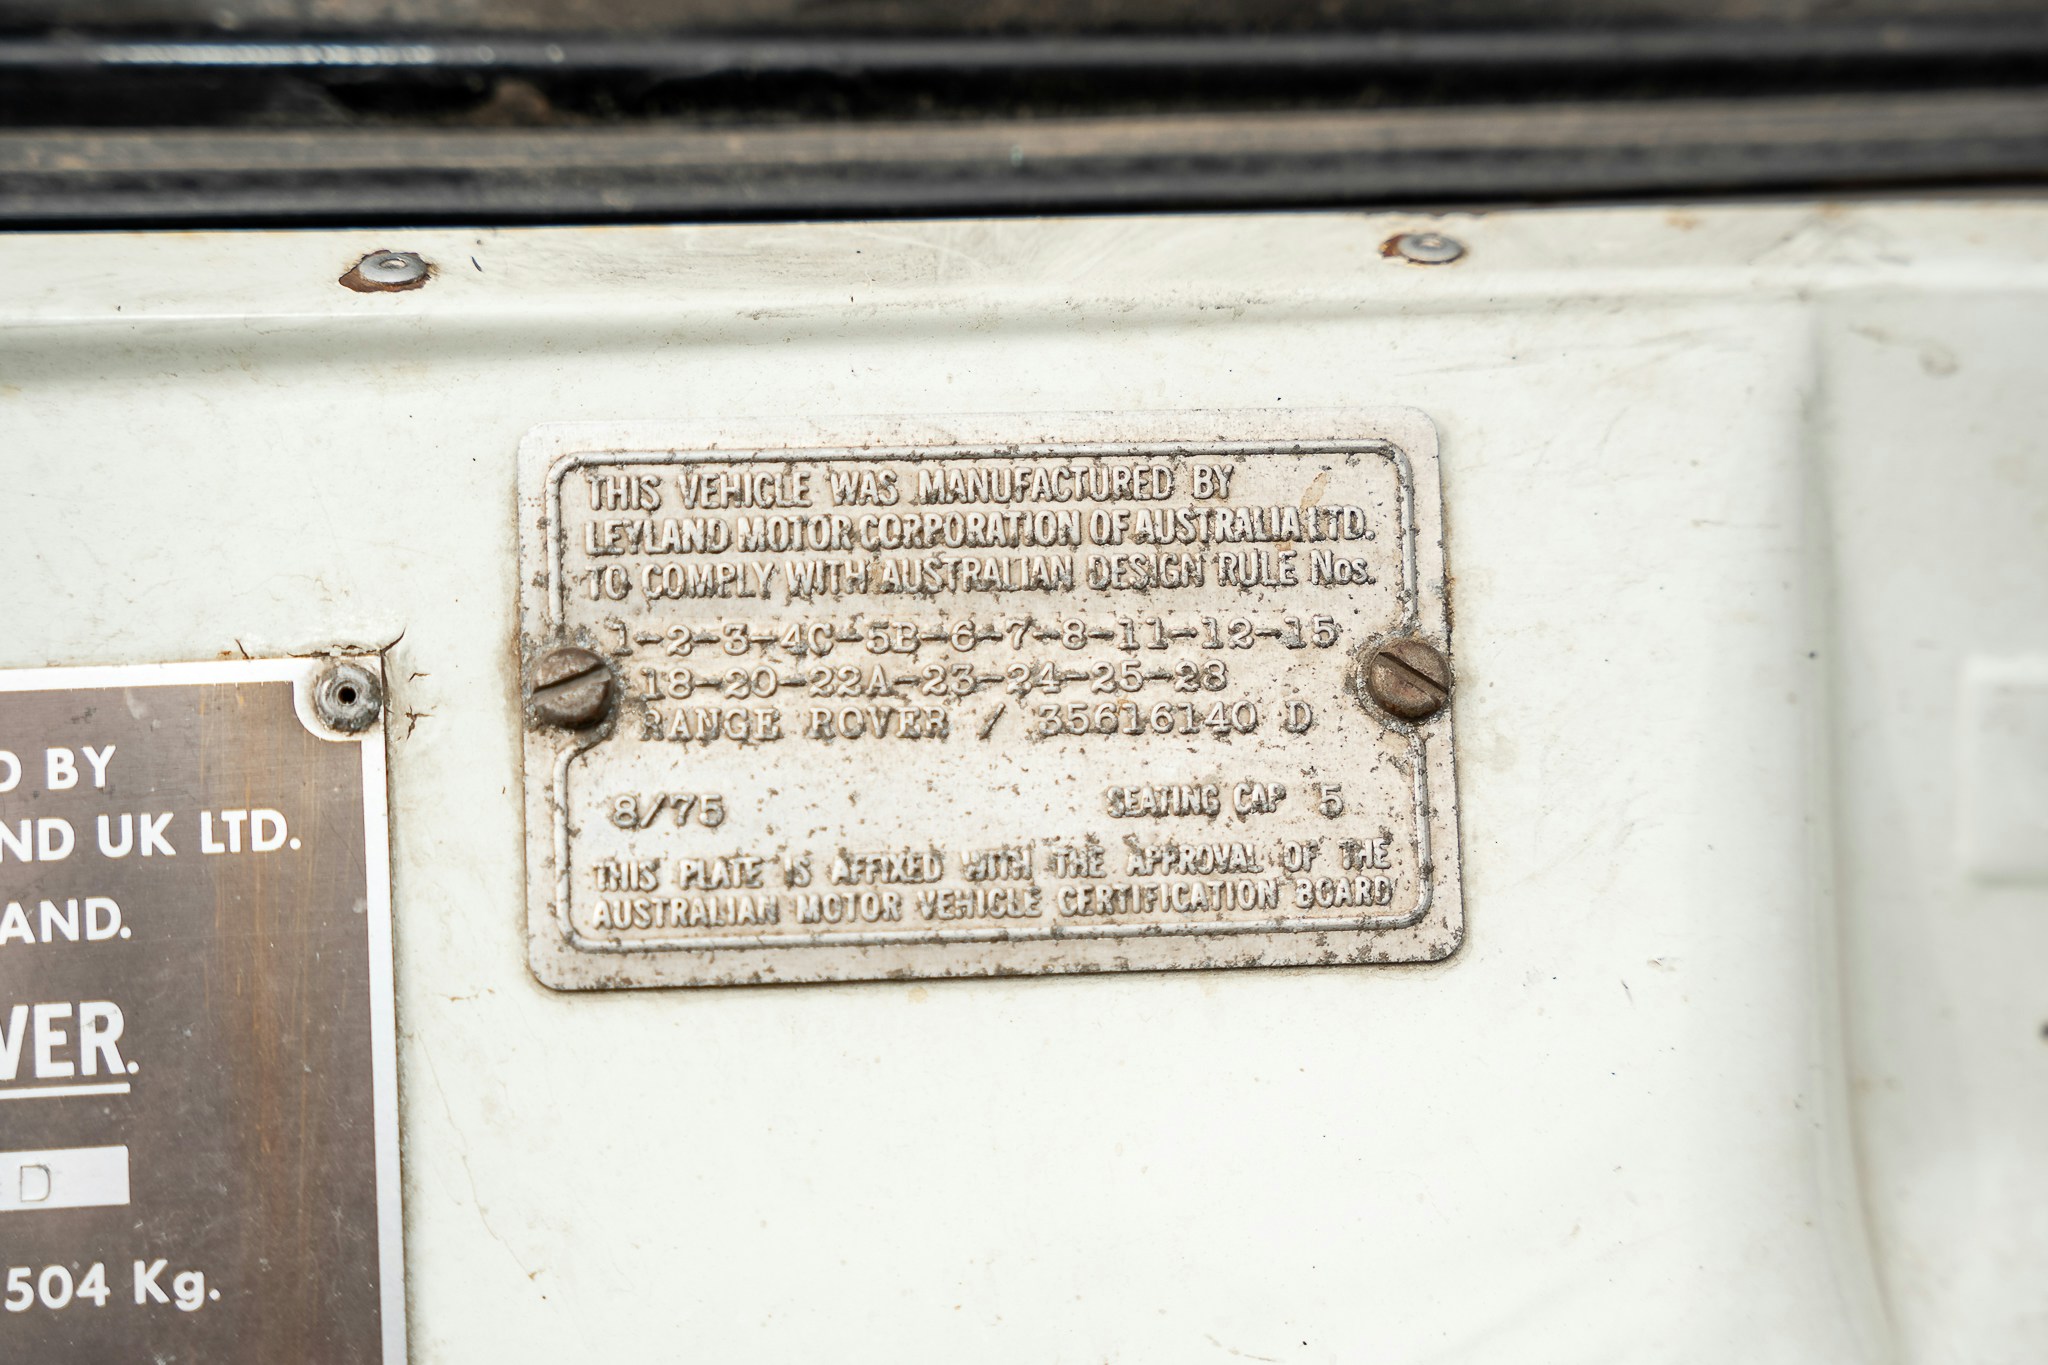 THIS VEHICLE WAS MANUFACTURED BY
LEYLAND MOTOR CORPORATION OF AUSTRALIA LTD.
TO COMPLY WITH AUSTRALIAN DESIGN RULE Nos.
1-2-3-4C-5B-6-7-8-11-12-15
18-20-22A-23-24-25-28
RANGE ROVER / 35616140 D
8/75 SEATING CAP 5
THIS PLATE IS AFFIXED WITH THE APPROVAL OF THE
AUSTRALIAN MOTOR VEHICLE CERTIFICATION BOARD
D BY
ND UK LTD.
AND.
VER.
D
504 Kg.